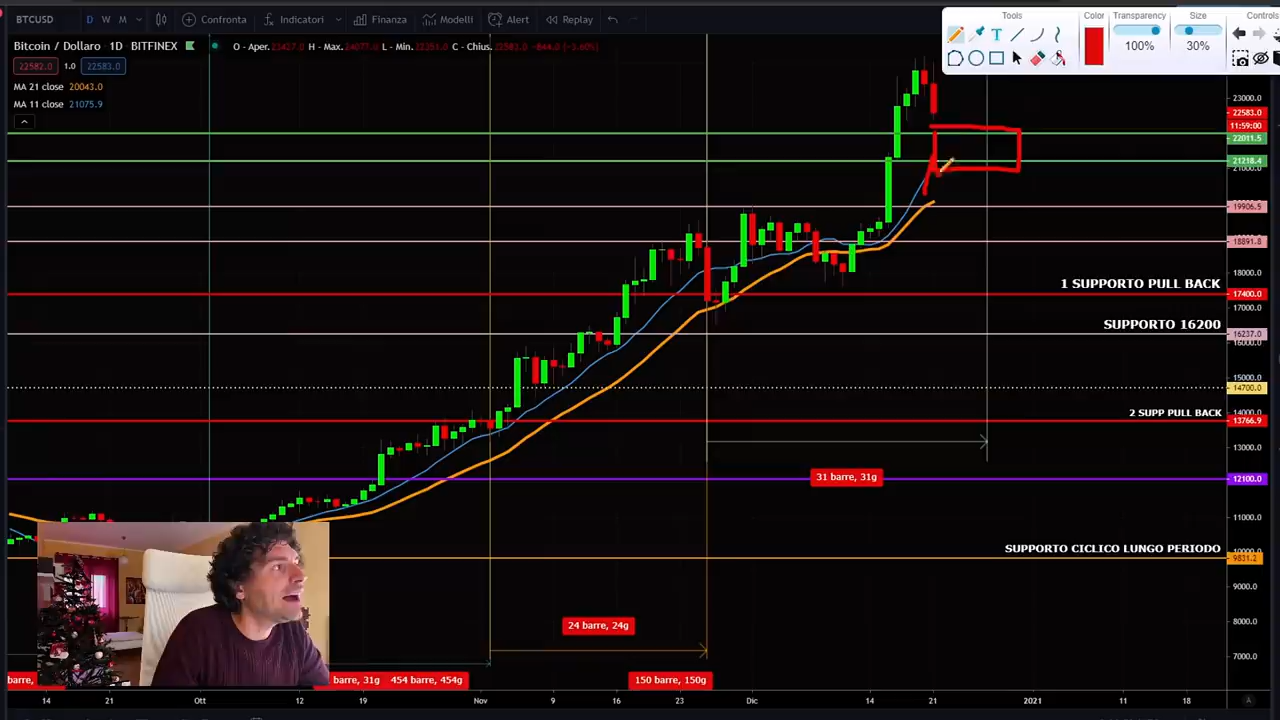 BTCUSD D W M Confronta Indicatori Finanza Modelli Alert Replay
Tools Color Transparency Size Controls
100% 30%
Bitcoin / Dollaro 1D BITFINEX O - Aper. 23427.0 H - Max. 24077.0 L - Min. 22351.0 C - Chius. 22583.0 -844.0 (-3.60%)
22582.0 1.0 22583.0
MA 21 close 20043.0
MA 11 close 21075.9
23000.0
22583.0
11:59:00
22011.5
21218.4
21000.0
19906.5
18891.8
18000.0
1 SUPPORTO PULL BACK
17400.0
17000.0
SUPPORTO 16200
16237.0
16000.0
15000.0
14700.0
14000.0
2 SUPP PULL BACK
13766.9
13000.0
31 barre, 31g
12100.0
11000.0
SUPPORTO CICLICO LUNGO PERIODO
9831.2
9000.0
8000.0
24 barre, 24g
7000.0
barre, barre, 31g 454 barre, 454g 150 barre, 150g
14 21 Ott 12 19 Nov 9 16 23 Dic 14 21 2021 11 18